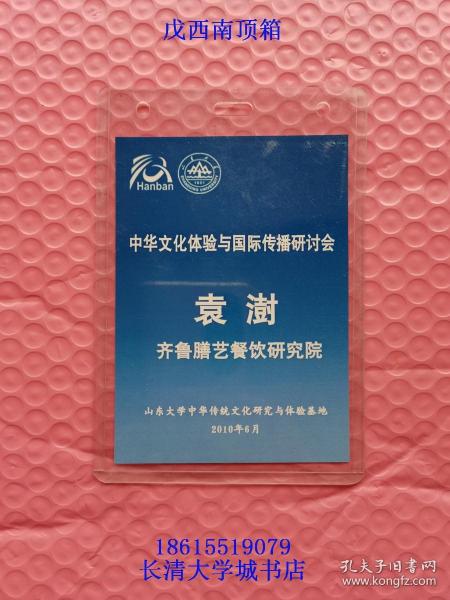 戊西南顶箱
Hanban
1901
中华文化体验与国际传播研讨会
袁澍
齐鲁膳艺餐饮研究院
山东大学中华传统文化研究与体验基地
2010年6月
18615519079
长清大学城书店
孔夫子旧书网
www.kongfz.com